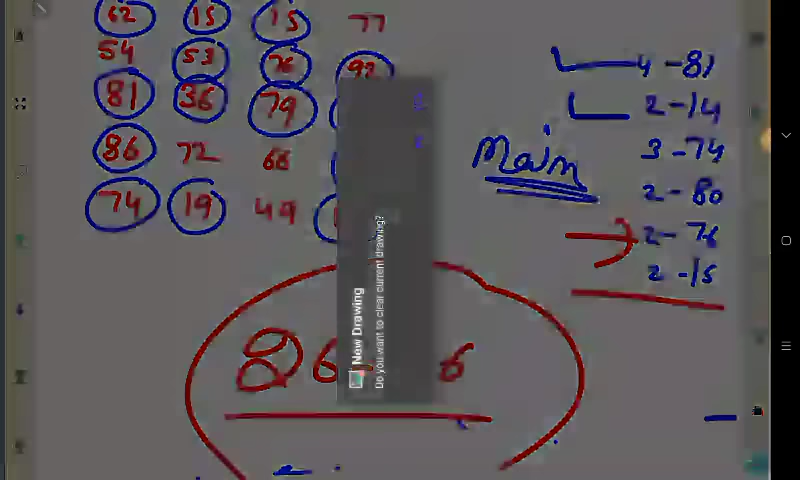 62 15 15 77
54 53 76 92
81 36 79
86 72 66
74 19 49
4-81
2-14
3-74
2-80
2-76
2-15
Main
New Drawing
Do you want to clear current drawing?